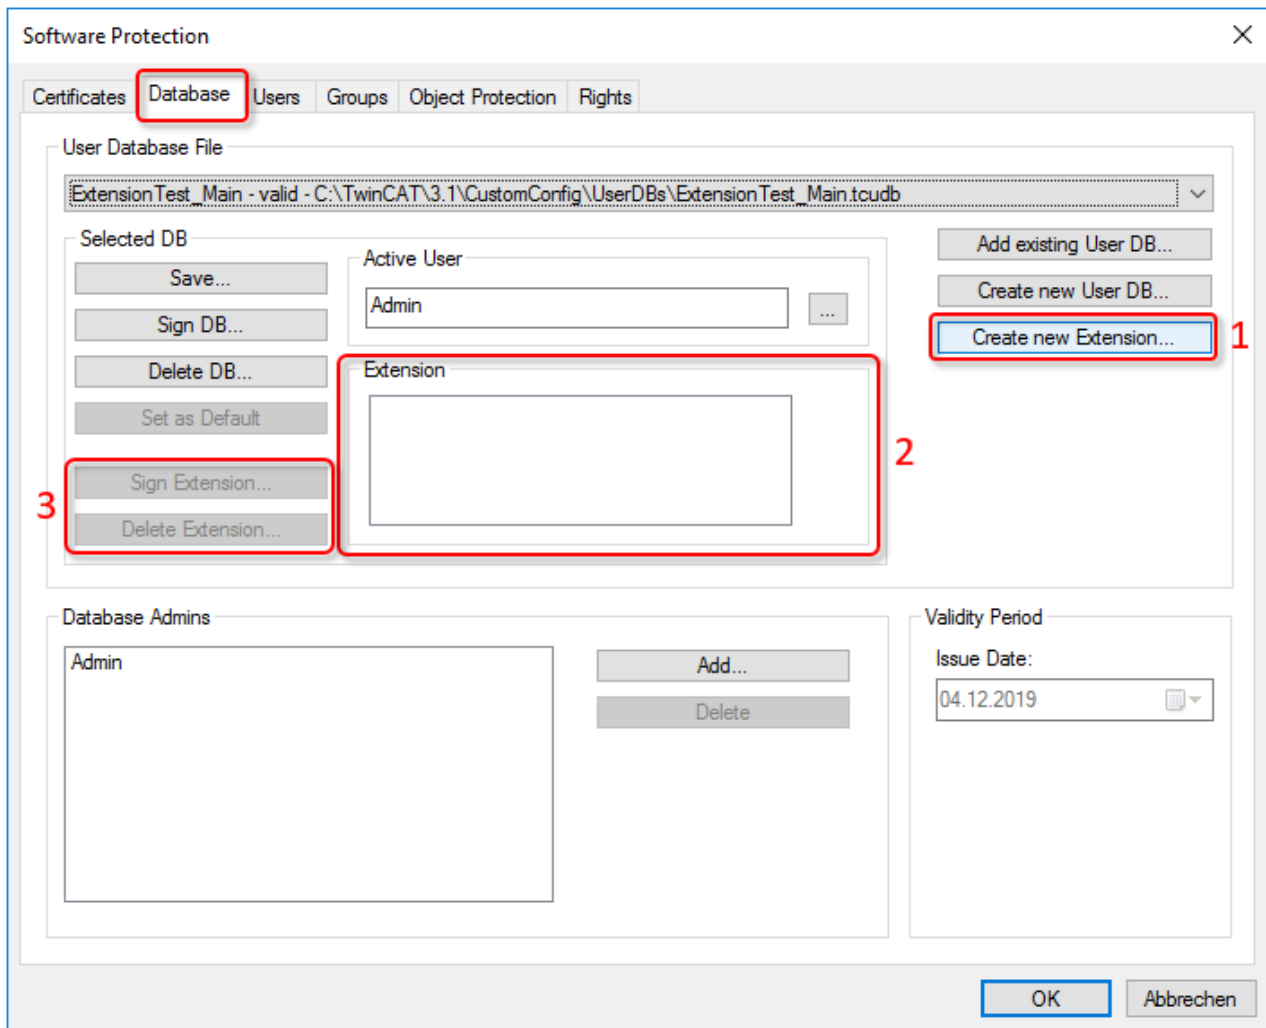 Software Protection
Certificates Database Users Groups Object Protection Rights
User Database File
ExtensionTest_Main - valid - C:\TwinCAT\3.1\CustomConfig\UserDBs\ExtensionTest_Main.tcudb
Selected DB
Save...
Sign DB...
Delete DB...
Set as Default
3
Sign Extension...
Delete Extension...
Active User
Admin
...
Extension
2
Add existing User DB...
Create new User DB...
Create new Extension...
1
Database Admins
Admin
Add...
Delete
Validity Period
Issue Date:
04.12.2019
OK Abbrechen